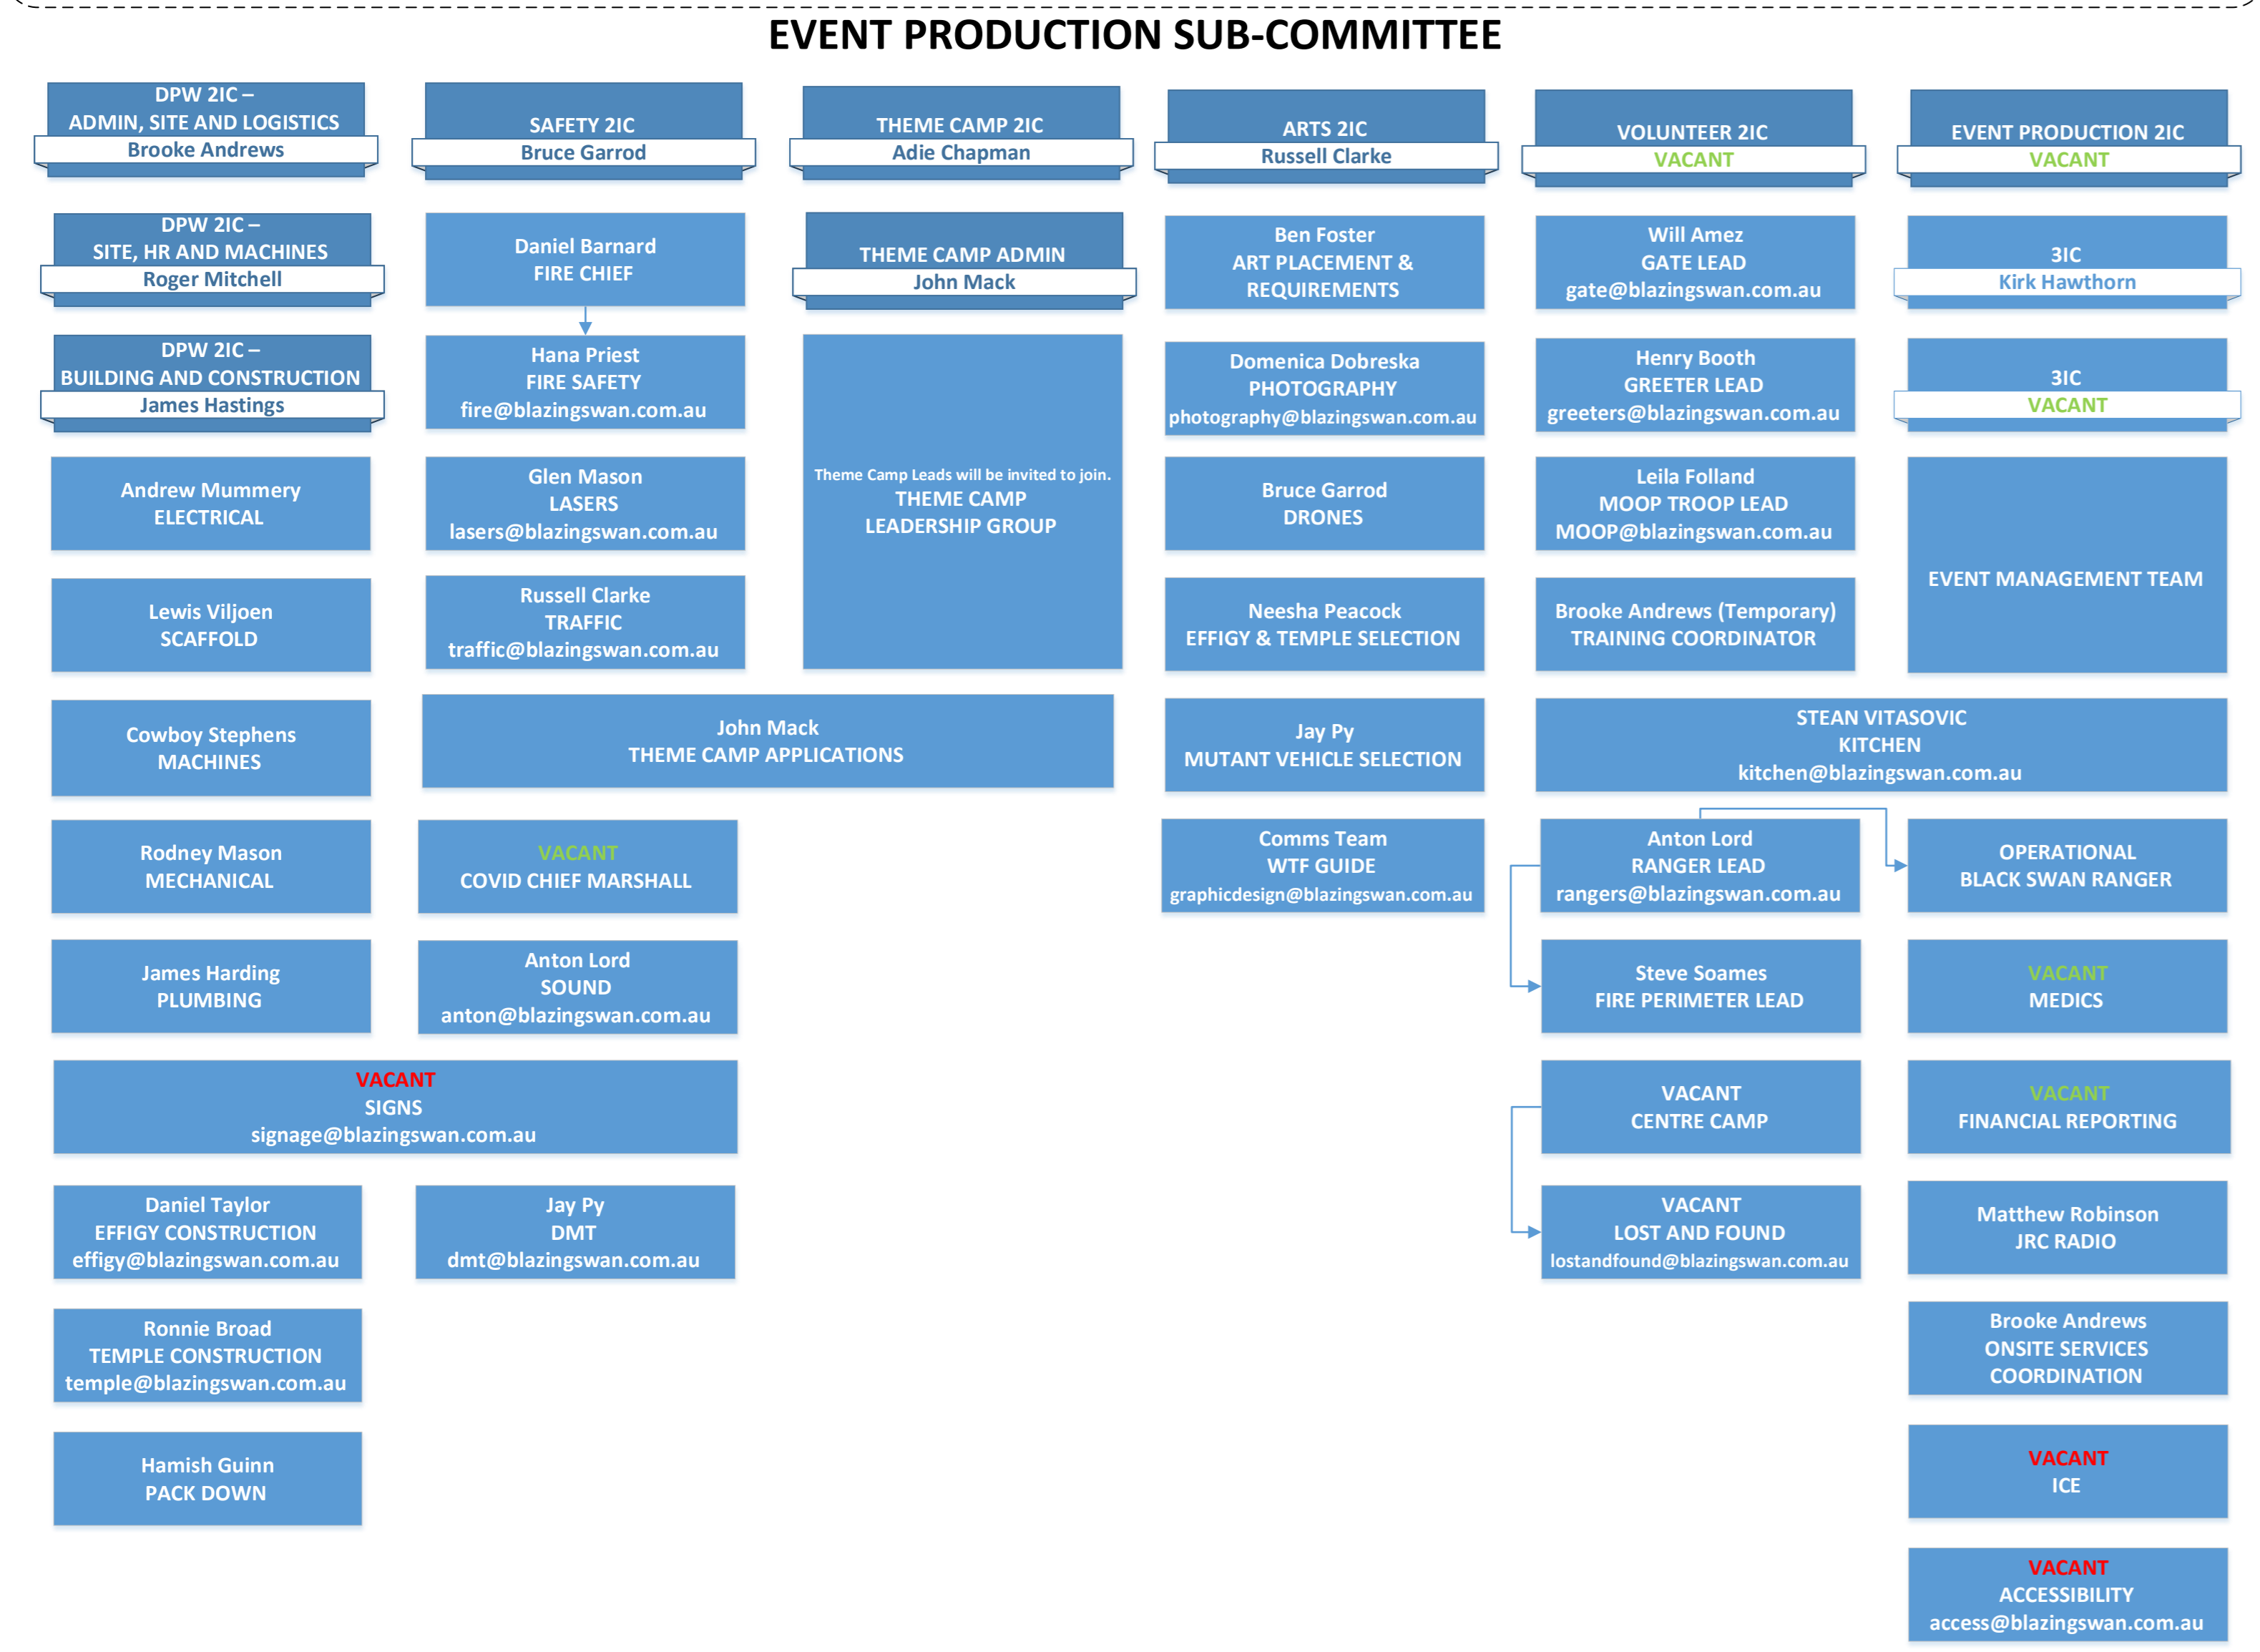 EVENT PRODUCTION SUB-COMMITTEE
DPW 2IC –
ADMIN, SITE AND LOGISTICS
Brooke Andrews
DPW 2IC –
SITE, HR AND MACHINES
Roger Mitchell
DPW 2IC –
BUILDING AND CONSTRUCTION
James Hastings
Andrew Mummery
ELECTRICAL
Lewis Viljoen
SCAFFOLD
Cowboy Stephens
MACHINES
Rodney Mason
MECHANICAL
James Harding
PLUMBING
VACANT
SIGNS
signage@blazingswan.com.au
Daniel Taylor
EFFIGY CONSTRUCTION
effigy@blazingswan.com.au
Ronnie Broad
TEMPLE CONSTRUCTION
temple@blazingswan.com.au
Hamish Guinn
PACK DOWN
SAFETY 2IC
Bruce Garrod
Daniel Barnard
FIRE CHIEF
Hana Priest
FIRE SAFETY
fire@blazingswan.com.au
Glen Mason
LASERS
lasers@blazingswan.com.au
Russell Clarke
TRAFFIC
traffic@blazingswan.com.au
John Mack
THEME CAMP APPLICATIONS
VACANT
COVID CHIEF MARSHALL
Anton Lord
SOUND
anton@blazingswan.com.au
Jay Py
DMT
dmt@blazingswan.com.au
THEME CAMP 2IC
Adie Chapman
THEME CAMP ADMIN
John Mack
Theme Camp Leads will be invited to join.
THEME CAMP
LEADERSHIP GROUP
ARTS 2IC
Russell Clarke
Ben Foster
ART PLACEMENT &
REQUIREMENTS
Domenica Dobreska
PHOTOGRAPHY
photography@blazingswan.com.au
Bruce Garrod
DRONES
Neesha Peacock
EFFIGY & TEMPLE SELECTION
Jay Py
MUTANT VEHICLE SELECTION
Comms Team
WTF GUIDE
graphicdesign@blazingswan.com.au
VOLUNTEER 2IC
VACANT
Will Amez
GATE LEAD
gate@blazingswan.com.au
Henry Booth
GREETER LEAD
greeters@blazingswan.com.au
Leila Folland
MOOP TROOP LEAD
MOOP@blazingswan.com.au
Brooke Andrews (Temporary)
TRAINING COORDINATOR
STEAN VITASOVIC
KITCHEN
kitchen@blazingswan.com.au
Anton Lord
RANGER LEAD
rangers@blazingswan.com.au
Steve Soames
FIRE PERIMETER LEAD
VACANT
CENTRE CAMP
VACANT
LOST AND FOUND
lostandfound@blazingswan.com.au
EVENT PRODUCTION 2IC
VACANT
3IC
Kirk Hawthorn
3IC
VACANT
EVENT MANAGEMENT TEAM
OPERATIONAL
BLACK SWAN RANGER
VACANT
MEDICS
VACANT
FINANCIAL REPORTING
Matthew Robinson
JRC RADIO
Brooke Andrews
ONSITE SERVICES
COORDINATION
VACANT
ICE
VACANT
ACCESSIBILITY
access@blazingswan.com.au